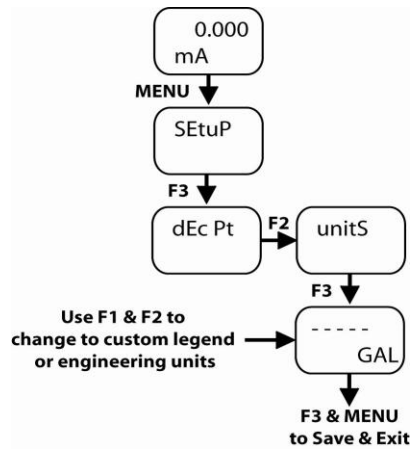 0.000
mA
MENU
SEtuP
F3
dEc Pt
F2
unitS
F3
Use F1 & F2 to
change to custom legend
or engineering units
- - - - -
GAL
F3 & MENU
to Save & Exit